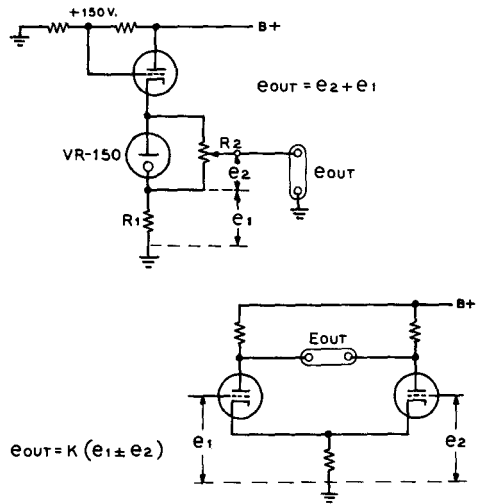 +150V.
B+
eOUT = e2 + e1
VR-150
R2
e2
eOUT
R1
e1
B+
EOUT
e1
e2
eOUT = K (e1 ± e2)